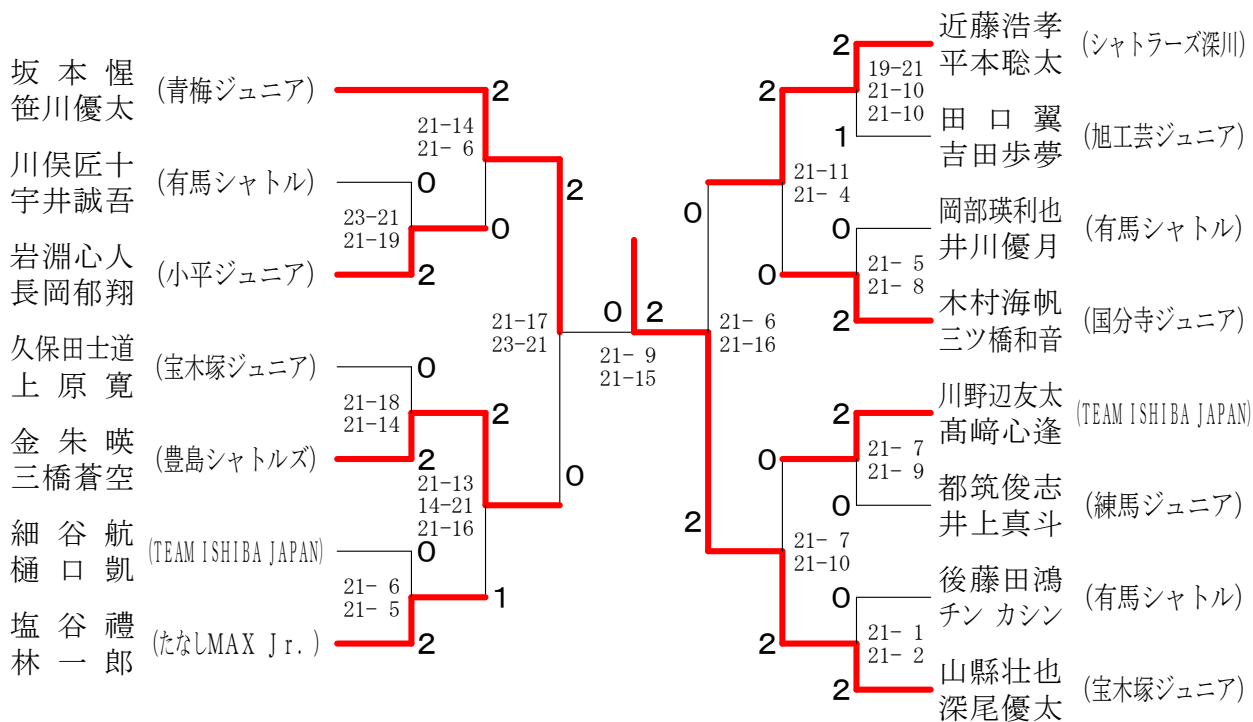 坂本惺
笹川優太
(青梅ジュニア)
2
21-14
21- 6
川俣匠十
宇井誠吾
(有馬シャトル)
0
23-21
21-19
0
岩淵心人
長岡郁翔
(小平ジュニア)
2
2
久保田士道
上原寛
(宝木塚ジュニア)
0
21-18
21-14
2
金朱暎
三橋蒼空
(豊島シャトルズ)
2
21-13
14-21
21-16
0
細谷航
樋口凱
(TEAM ISHIBA JAPAN)
0
21- 6
21- 5
1
塩谷禮
林一郎
(たなしMAX Jr.)
2
21-17
23-21
0
2
21- 9
21-15
近藤浩孝
平本聡太
(シャトラーズ深川)
2
19-21
21-10
21-10
2
田口翼
吉田歩夢
(旭工芸ジュニア)
1
21-11
21- 4
0
岡部瑛利也
井川優月
(有馬シャトル)
0
21- 5
21- 8
0
木村海帆
三ツ橋和音
(国分寺ジュニア)
2
21- 6
21-16
川野辺友太
髙﨑心逢
(TEAM ISHIBA JAPAN)
2
21- 7
21- 9
0
都筑俊志
井上真斗
(練馬ジュニア)
0
2
21- 7
21-10
後藤田鴻
チン カシン
(有馬シャトル)
0
21- 1
21- 2
2
山縣壮也
深尾優太
(宝木塚ジュニア)
2